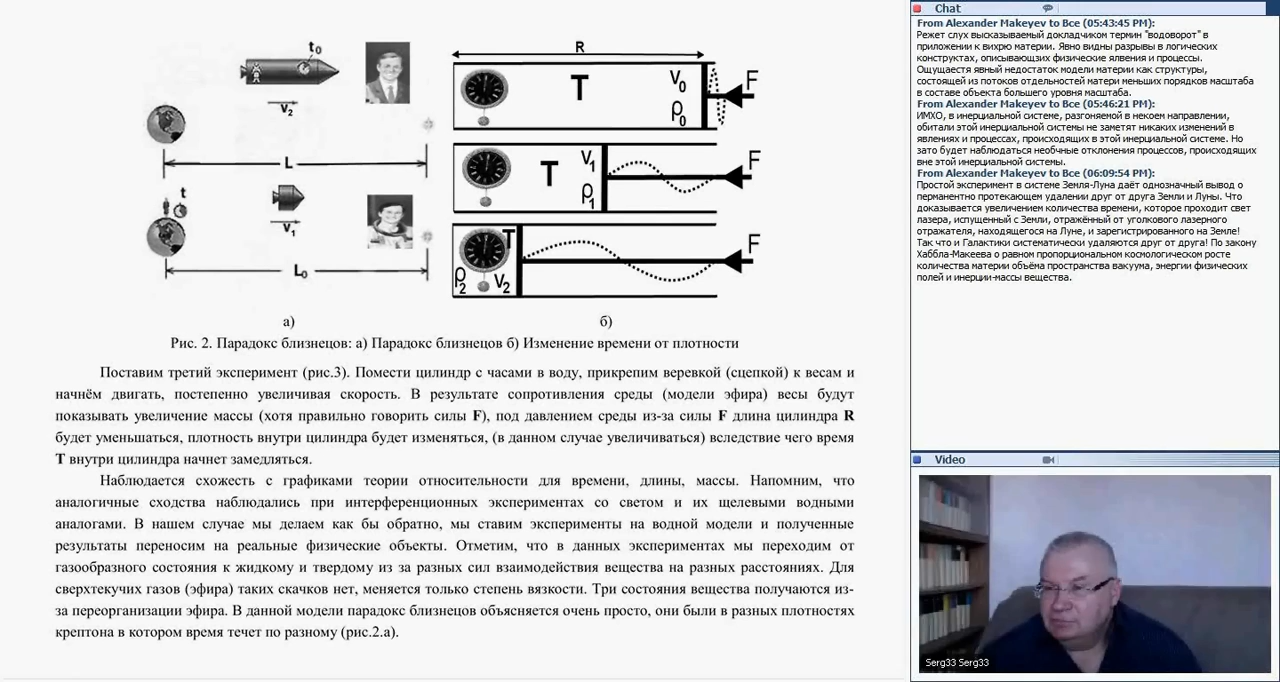 t₀
V₂
L
t
V₁
L₀
R
T
V₀
ρ₀
F
T
V₁
ρ₁
F
T
ρ₂
V₂
F
а)
б)
Рис. 2. Парадокс близнецов: а) Парадокс близнецов б) Изменение времени от плотности
Поставим третий эксперимент (рис.3). Помести цилиндр с часами в воду, прикрепим веревкой (сцепкой) к весам и
начнём двигать, постепенно увеличивая скорость. В результате сопротивления среды (модели эфира) весы будут
показывать увеличение массы (хотя правильно говорить силы F), под давлением среды из-за силы F длина цилиндра R
будет уменьшаться, плотность внутри цилиндра будет изменяться, (в данном случае увеличиваться) вследствие чего время
T внутри цилиндра начнет замедляться.
Наблюдается схожесть с графиками теории относительности для времени, длины, массы. Напомним, что
аналогичные сходства наблюдались при интерференционных экспериментах со светом и их щелевыми водными
аналогами. В нашем случае мы делаем как бы обратно, мы ставим эксперименты на водной модели и полученные
результаты переносим на реальные физические объекты. Отметим, что в данных экспериментах мы переходим от
газообразного состояния к жидкому и твердому из за разных сил взаимодействия вещества на разных расстояниях. Для
сверхтекучих газов (эфира) таких скачков нет, меняется только степень вязкости. Три состояния вещества получаются из-
за переорганизации эфира. В данной модели парадокс близнецов объясняется очень просто, они были в разных плотностях
крептона в котором время течет по разному (рис.2.а).
Chat
From Alexander Makeyev to Все (05:43:45 PM):
Режет слух высказываемый докладчиком термин "водоворот" в
приложении к вихрю материи. Явно видны разрывы в логических
конструктах, описывающзих физические ялвения и процессы.
Ощущаестя явный недостаток модели материи как структуры,
состоящей из потоков отдельностей матери меньших порядков масштаба
в составе объекта большего уровня масштаба.
From Alexander Makeyev to Все (05:46:21 PM):
ИМХО, в инерциальной системе, разгоняемой в некоем направлении,
обитали этой инерциальной системы не заметят никаких изменений в
явлениях и процессах, происходящих в этой инерциальной системе. Но
зато будет наблюдаться необчные отклонения процессов, происходящих
вне этой инерциальной системы.
From Alexander Makeyev to Все (06:09:54 PM):
Простой эксперимент в системе Земля-Луна даёт однозначный вывод о
перманентно протекающем удалении друг от друга Земли и Луны. Что
доказывается увеличением количества времени, которое проходит свет
лазера, испущенный с Земли, отражённый от уголкового лазерного
отражателя, находящегося на Луне, и зарегистрированного на Земле!
Так что и Галактики систематически удаляются друг от друга! По закону
Хаббла-Макеева о равном пропорциональном космологическом росте
количества материи объёма пространства вакуума, энергии физических
полей и инерции-массы вещества.
Video
Serg33 Serg33